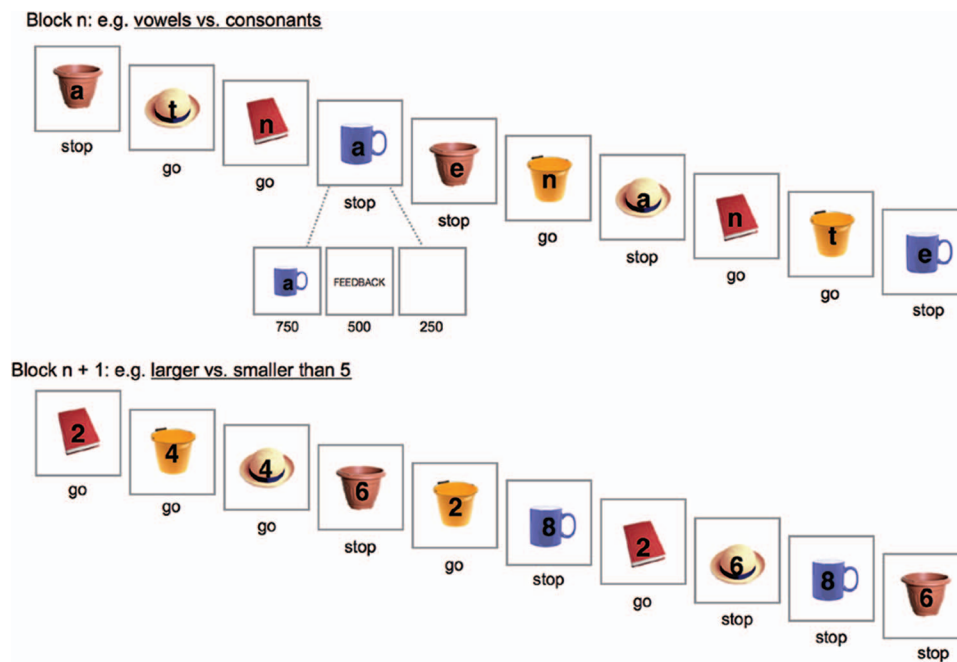 Block n: e.g. vowels vs. consonants
a
stop
t
go
n
go
a
stop
e
stop
n
go
a
stop
n
go
t
go
e
stop
a
750
FEEDBACK
500
250
Block n + 1: e.g. larger vs. smaller than 5
2
go
4
go
4
go
6
stop
2
go
8
stop
2
go
6
stop
8
stop
6
stop